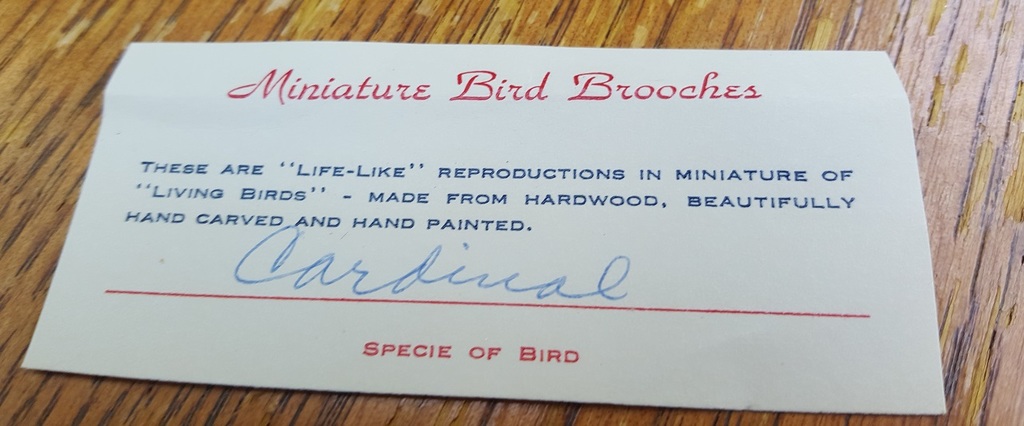 Miniature Bird Brooches
These are "Life-Like" reproductions in miniature of
"Living Birds" - made from hardwood, beautifully
hand carved and hand painted.
Cardinal
Specie of Bird